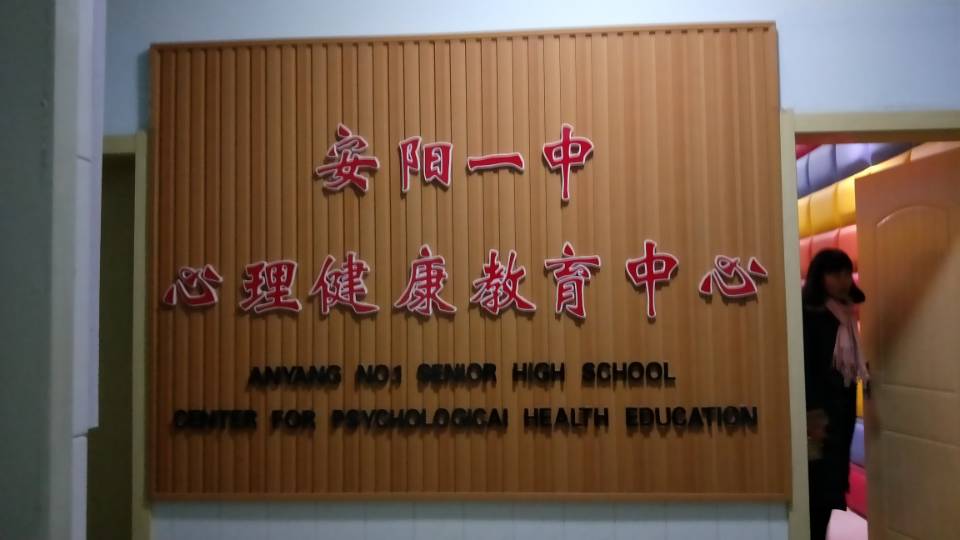 安阳一中
心理健康教育中心
ANYANG NO.1 SENIOR HIGH SCHOOL
CENTER FOR PSYCHOLOGICAL HEALTH EDUCATION